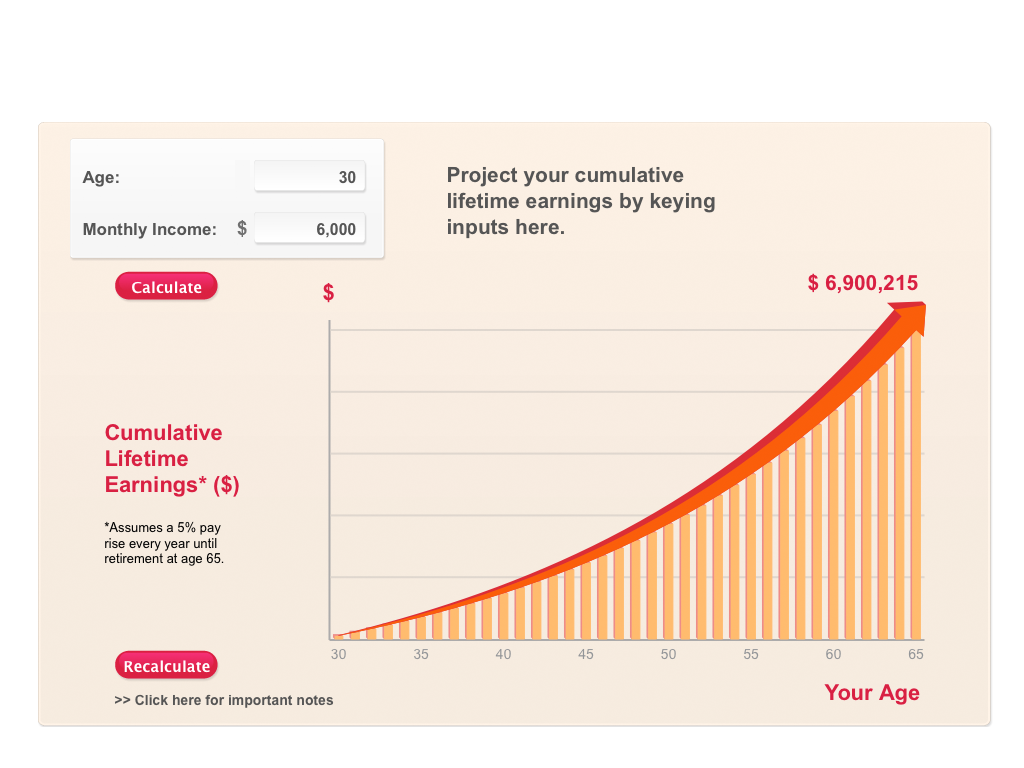 Age: 30
Monthly Income: $ 6,000
Project your cumulative
lifetime earnings by keying
inputs here.
Calculate
$
$ 6,900,215
Cumulative
Lifetime
Earnings* ($)
*Assumes a 5% pay
rise every year until
retirement at age 65.
30 35 40 45 50 55 60 65
Recalculate
Your Age
>> Click here for important notes